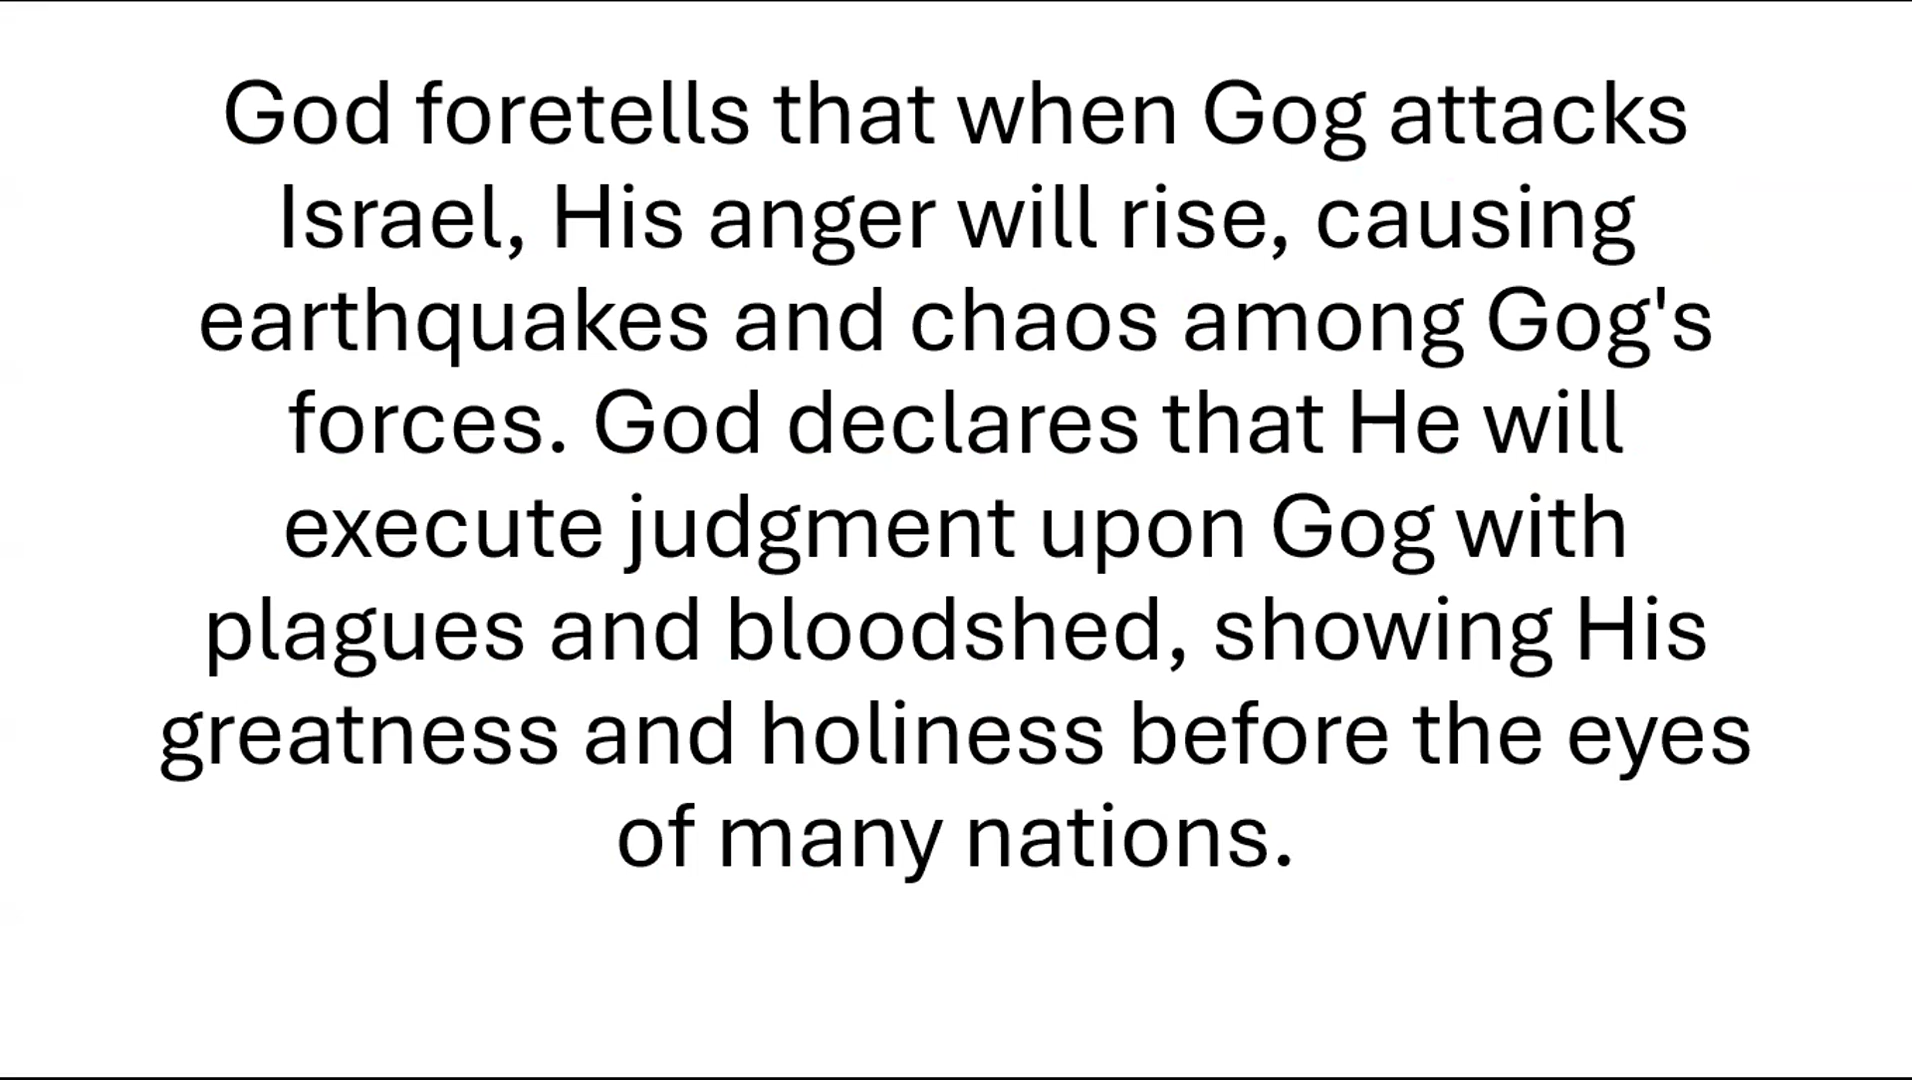 God foretells that when Gog attacks
Israel, His anger will rise, causing
earthquakes and chaos among Gog's
forces. God declares that He will
execute judgment upon Gog with
plagues and bloodshed, showing His
greatness and holiness before the eyes
of many nations.